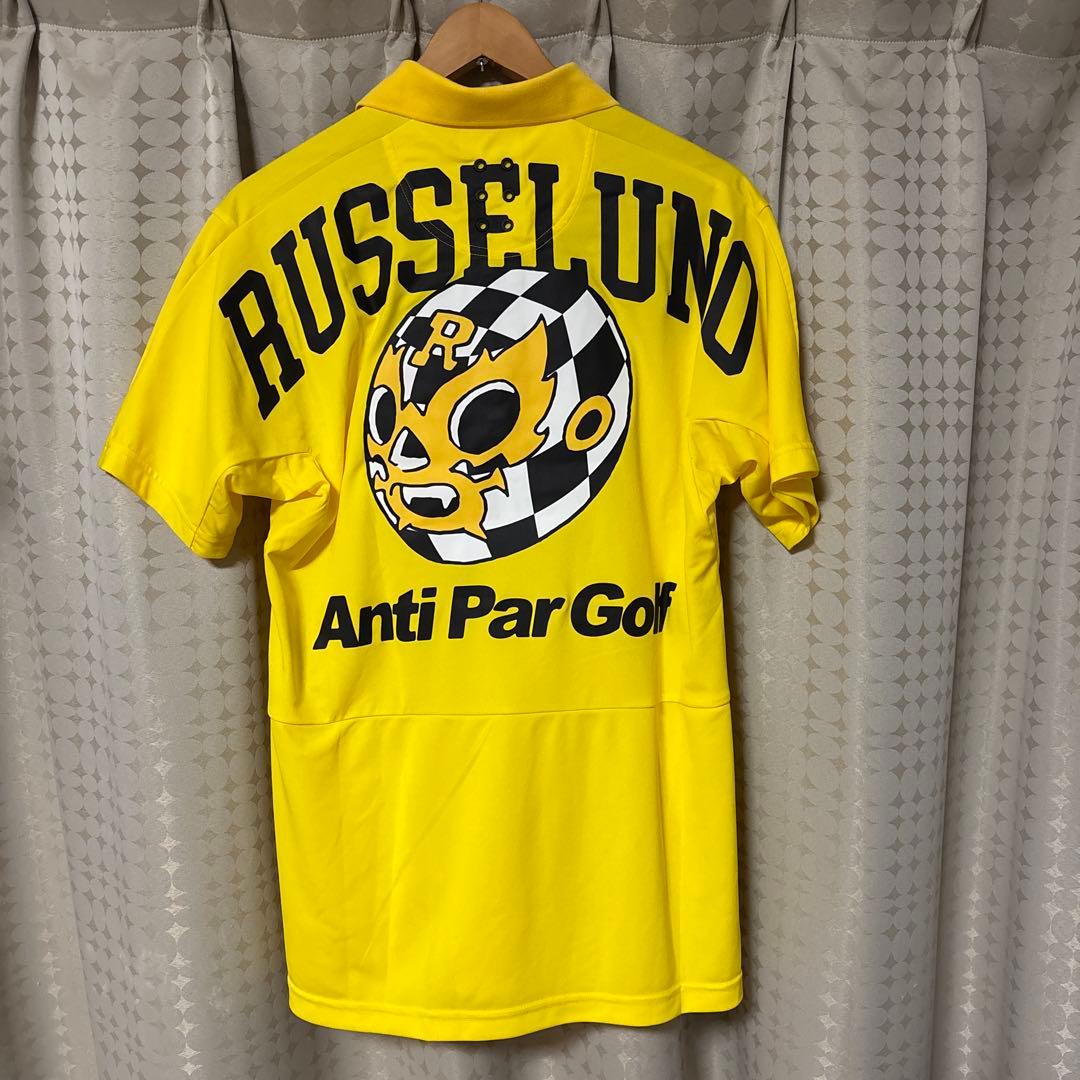 RUSSELUNO
R
Anti Par Golf